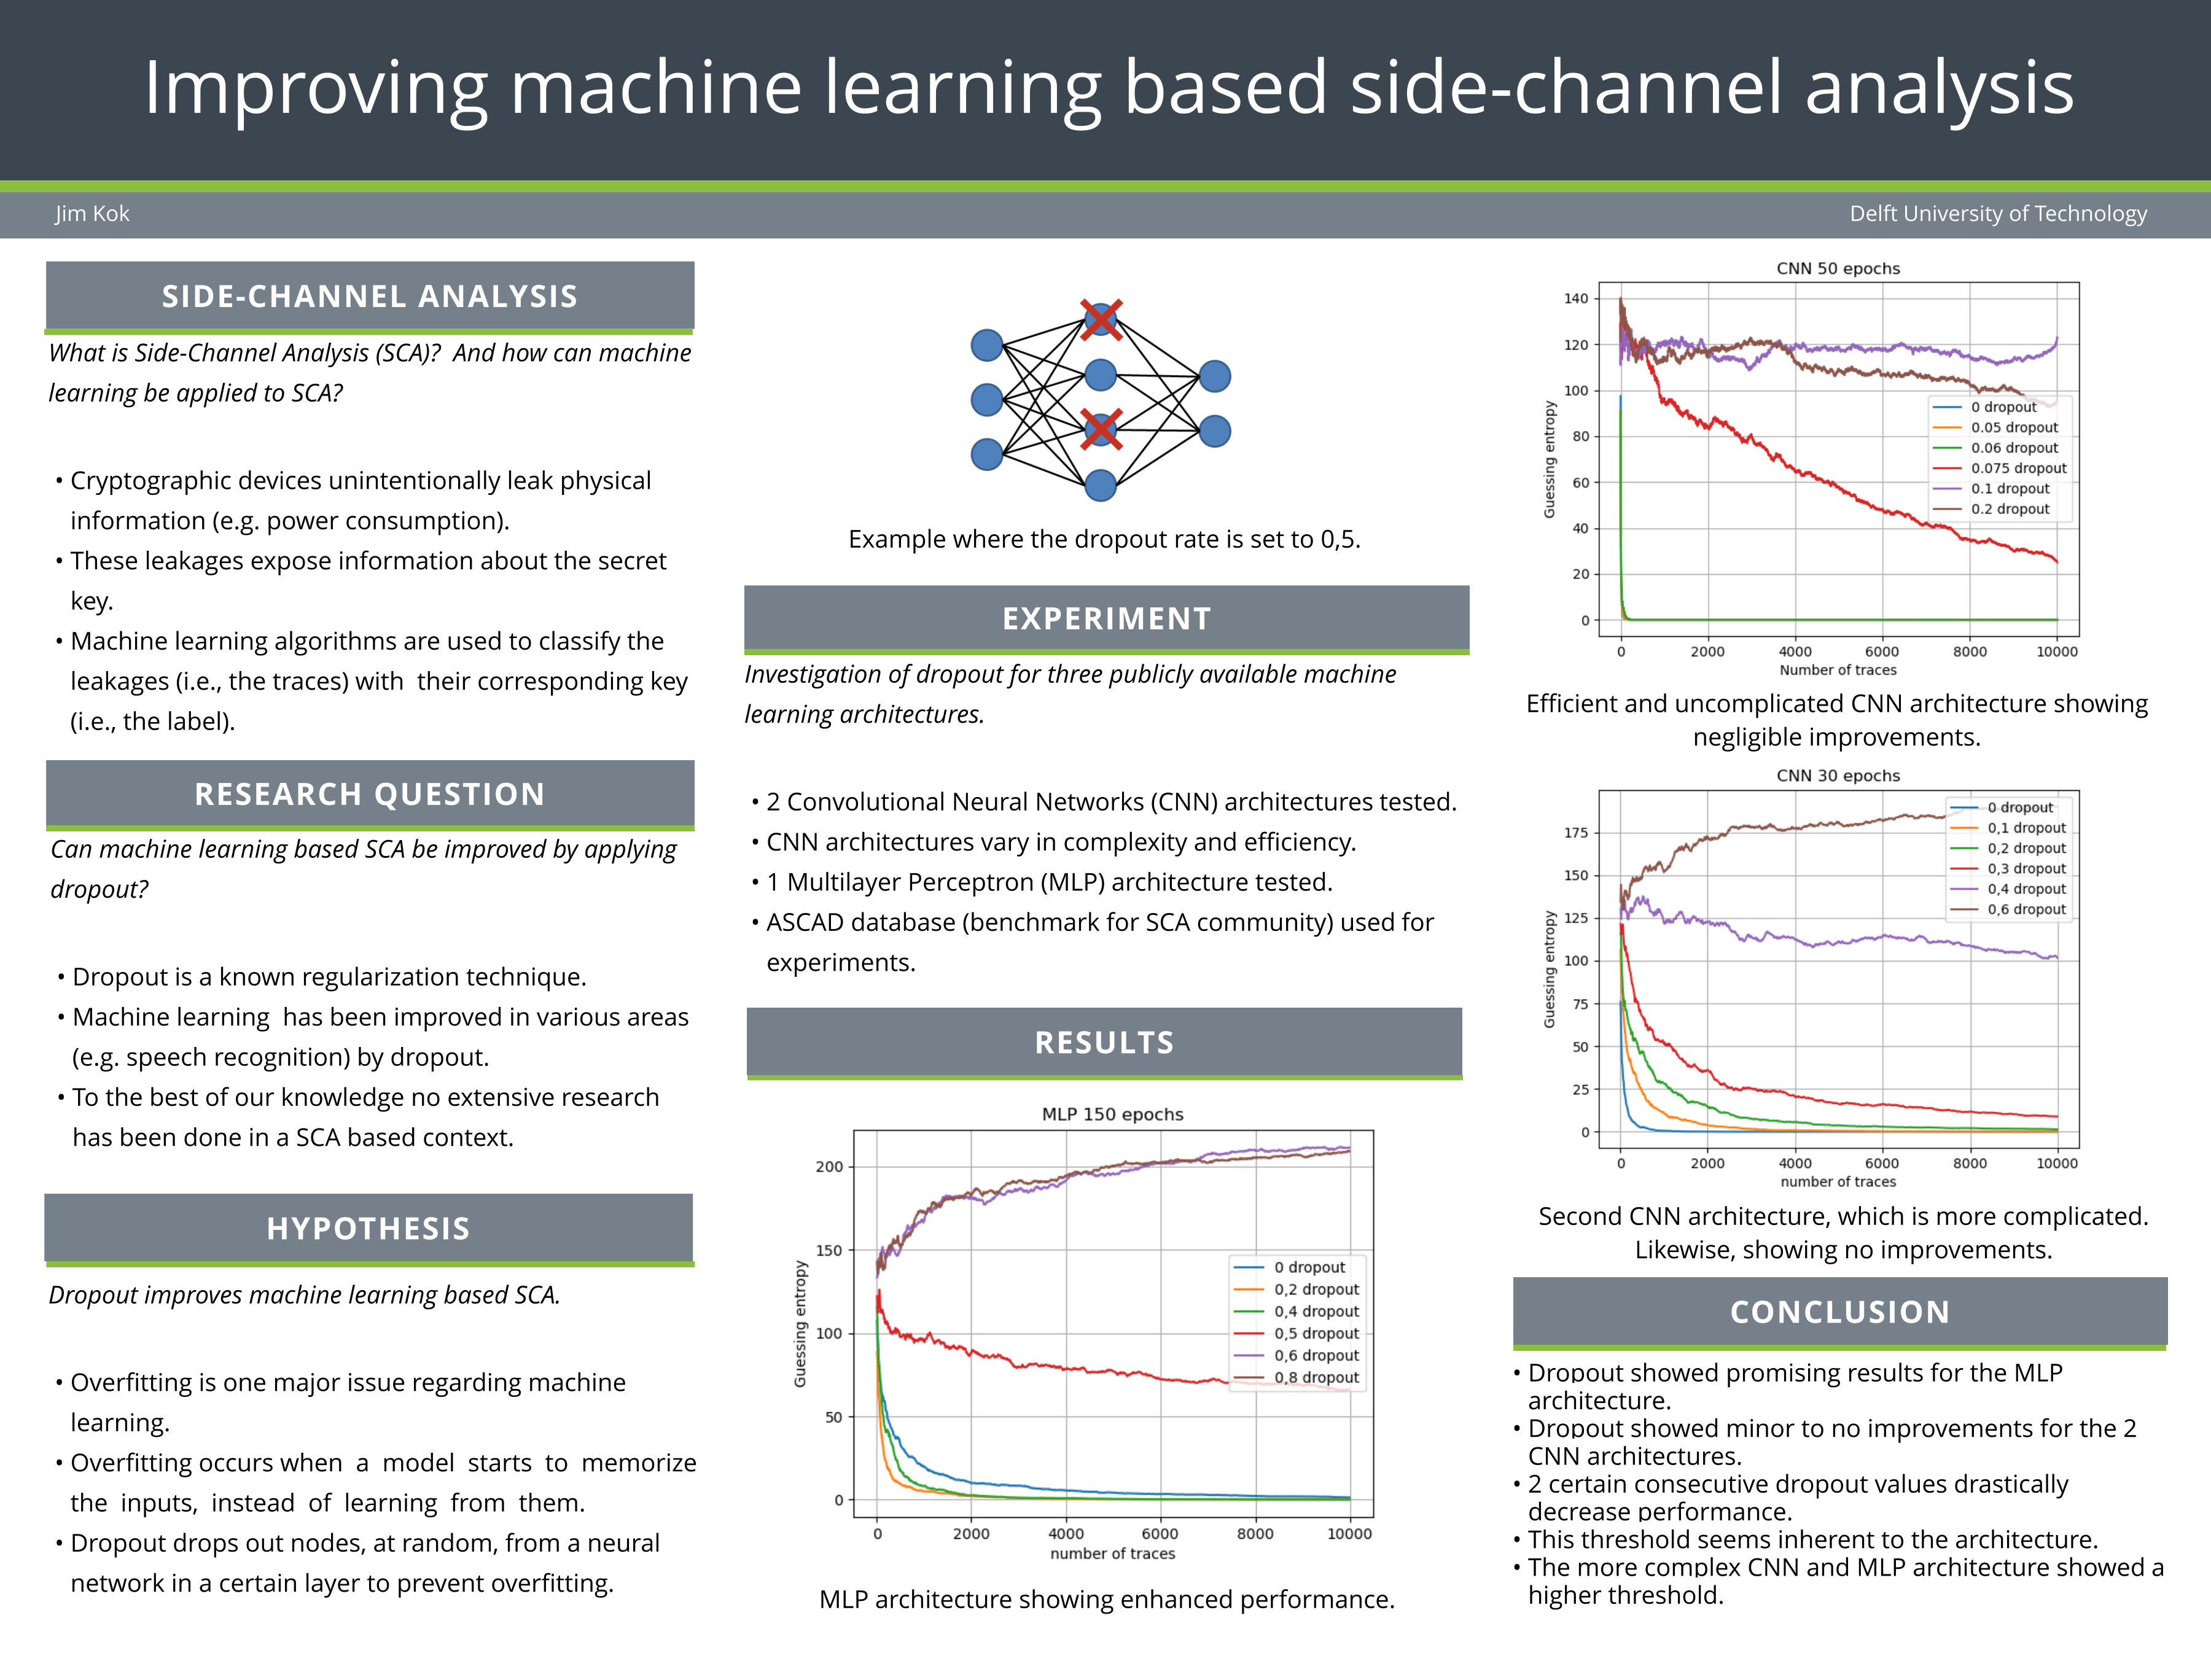 Improving machine learning based side-channel analysis
Jim Kok
Delft University of Technology
SIDE-CHANNEL ANALYSIS
What is Side-Channel Analysis (SCA)? And how can machine
learning be applied to SCA?
• Cryptographic devices unintentionally leak physical
information (e.g. power consumption).
• These leakages expose information about the secret
key.
• Machine learning algorithms are used to classify the
leakages (i.e., the traces) with their corresponding key
(i.e., the label).
RESEARCH QUESTION
Can machine learning based SCA be improved by applying
dropout?
• Dropout is a known regularization technique.
• Machine learning has been improved in various areas
(e.g. speech recognition) by dropout.
• To the best of our knowledge no extensive research
has been done in a SCA based context.
HYPOTHESIS
Dropout improves machine learning based SCA.
• Overfitting is one major issue regarding machine
learning.
• Overfitting occurs when a model starts to memorize
the inputs, instead of learning from them.
• Dropout drops out nodes, at random, from a neural
network in a certain layer to prevent overfitting.
Example where the dropout rate is set to 0,5.
EXPERIMENT
Investigation of dropout for three publicly available machine
learning architectures.
• 2 Convolutional Neural Networks (CNN) architectures tested.
• CNN architectures vary in complexity and efficiency.
• 1 Multilayer Perceptron (MLP) architecture tested.
• ASCAD database (benchmark for SCA community) used for
experiments.
RESULTS
MLP 150 epochs
Guessing entropy
200
150
100
50
0
0 dropout
0,2 dropout
0,4 dropout
0,5 dropout
0,6 dropout
0,8 dropout
0 2000 4000 6000 8000 10000
number of traces
MLP architecture showing enhanced performance.
CNN 50 epochs
Guessing entropy
140
120
100
80
60
40
20
0
0 dropout
0.05 dropout
0.06 dropout
0.075 dropout
0.1 dropout
0.2 dropout
0 2000 4000 6000 8000 10000
Number of traces
Efficient and uncomplicated CNN architecture showing
negligible improvements.
CNN 30 epochs
Guessing entropy
175
150
125
100
75
50
25
0
0 dropout
0,1 dropout
0,2 dropout
0,3 dropout
0,4 dropout
0,6 dropout
0 2000 4000 6000 8000 10000
number of traces
Second CNN architecture, which is more complicated.
Likewise, showing no improvements.
CONCLUSION
• Dropout showed promising results for the MLP
architecture.
• Dropout showed minor to no improvements for the 2
CNN architectures.
• 2 certain consecutive dropout values drastically
decrease performance.
• This threshold seems inherent to the architecture.
• The more complex CNN and MLP architecture showed a
higher threshold.